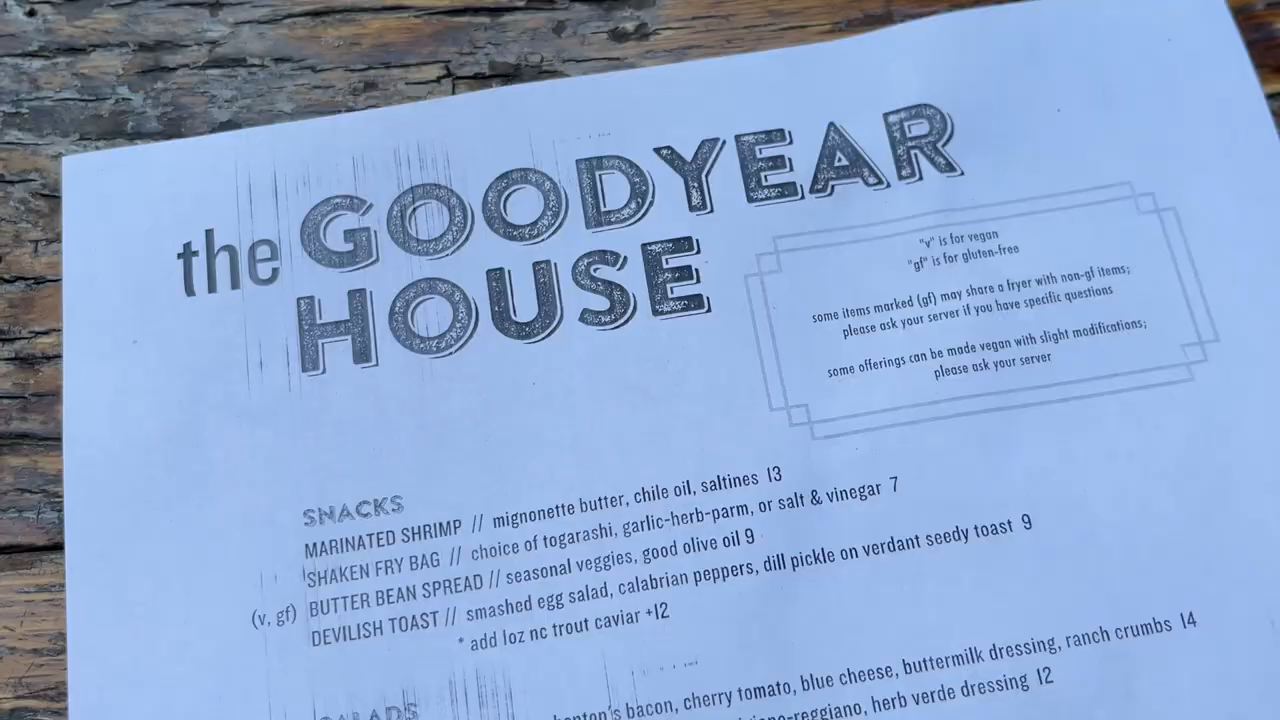 the GOODYEAR
HOUSE
"v" is for vegan
"gf" is for gluten-free
some items marked (gf) may share a fryer with non-gf items;
please ask your server if you have specific questions
some offerings can be made vegan with slight modifications;
please ask your server
SNACKS
MARINATED SHRIMP // mignonette butter, chile oil, saltines 13
SHAKEN FRY BAG // choice of togarashi, garlic-herb-parm, or salt & vinegar 7
(v, gf) BUTTER BEAN SPREAD // seasonal veggies, good olive oil 9
DEVILISH TOAST // smashed egg salad, calabrian peppers, dill pickle on verdant seedy toast 9
* add 1oz nc trout caviar +12
SALADS
bacon, cherry tomato, blue cheese, buttermilk dressing, ranch crumbs 14
-reggiano, herb verde dressing 12